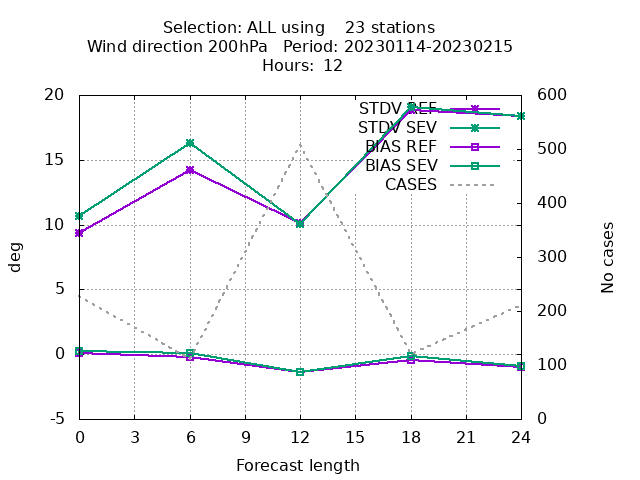 Selection: ALL using 23 stations
Wind direction 200hPa Period: 20230114-20230215
Hours: 12
20
15
10
5
0
-5
deg
STDV REF
STDV SEV
BIAS REF
BIAS SEV
CASES
600
500
400
300
200
100
0
No cases
0 3 6 9 12 15 18 21 24
Forecast length